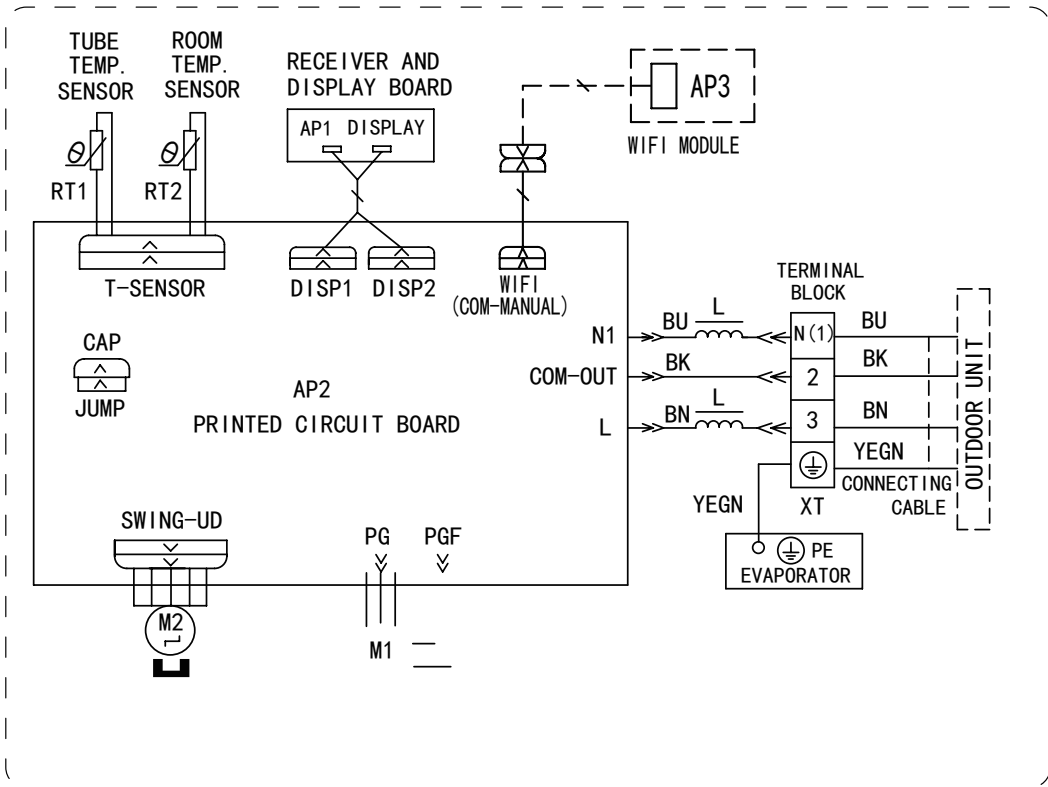 TUBE
TEMP.
SENSOR
ROOM
TEMP.
SENSOR
RECEIVER AND
DISPLAY BOARD
AP1 DISPLAY
AP3
WIFI MODULE
RT1
RT2
T-SENSOR
DISP1
DISP2
WIFI
(COM-MANUAL)
TERMINAL
BLOCK
CAP
JUMP
AP2
PRINTED CIRCUIT BOARD
N1
BU
L
N(1)
BU
COM-OUT
BK
2
BK
L
BN
L
3
BN
YEGN
OUTDOOR UNIT
CONNECTING
CABLE
XT
YEGN
PE
EVAPORATOR
SWING-UD
PG
PGF
M2
M1